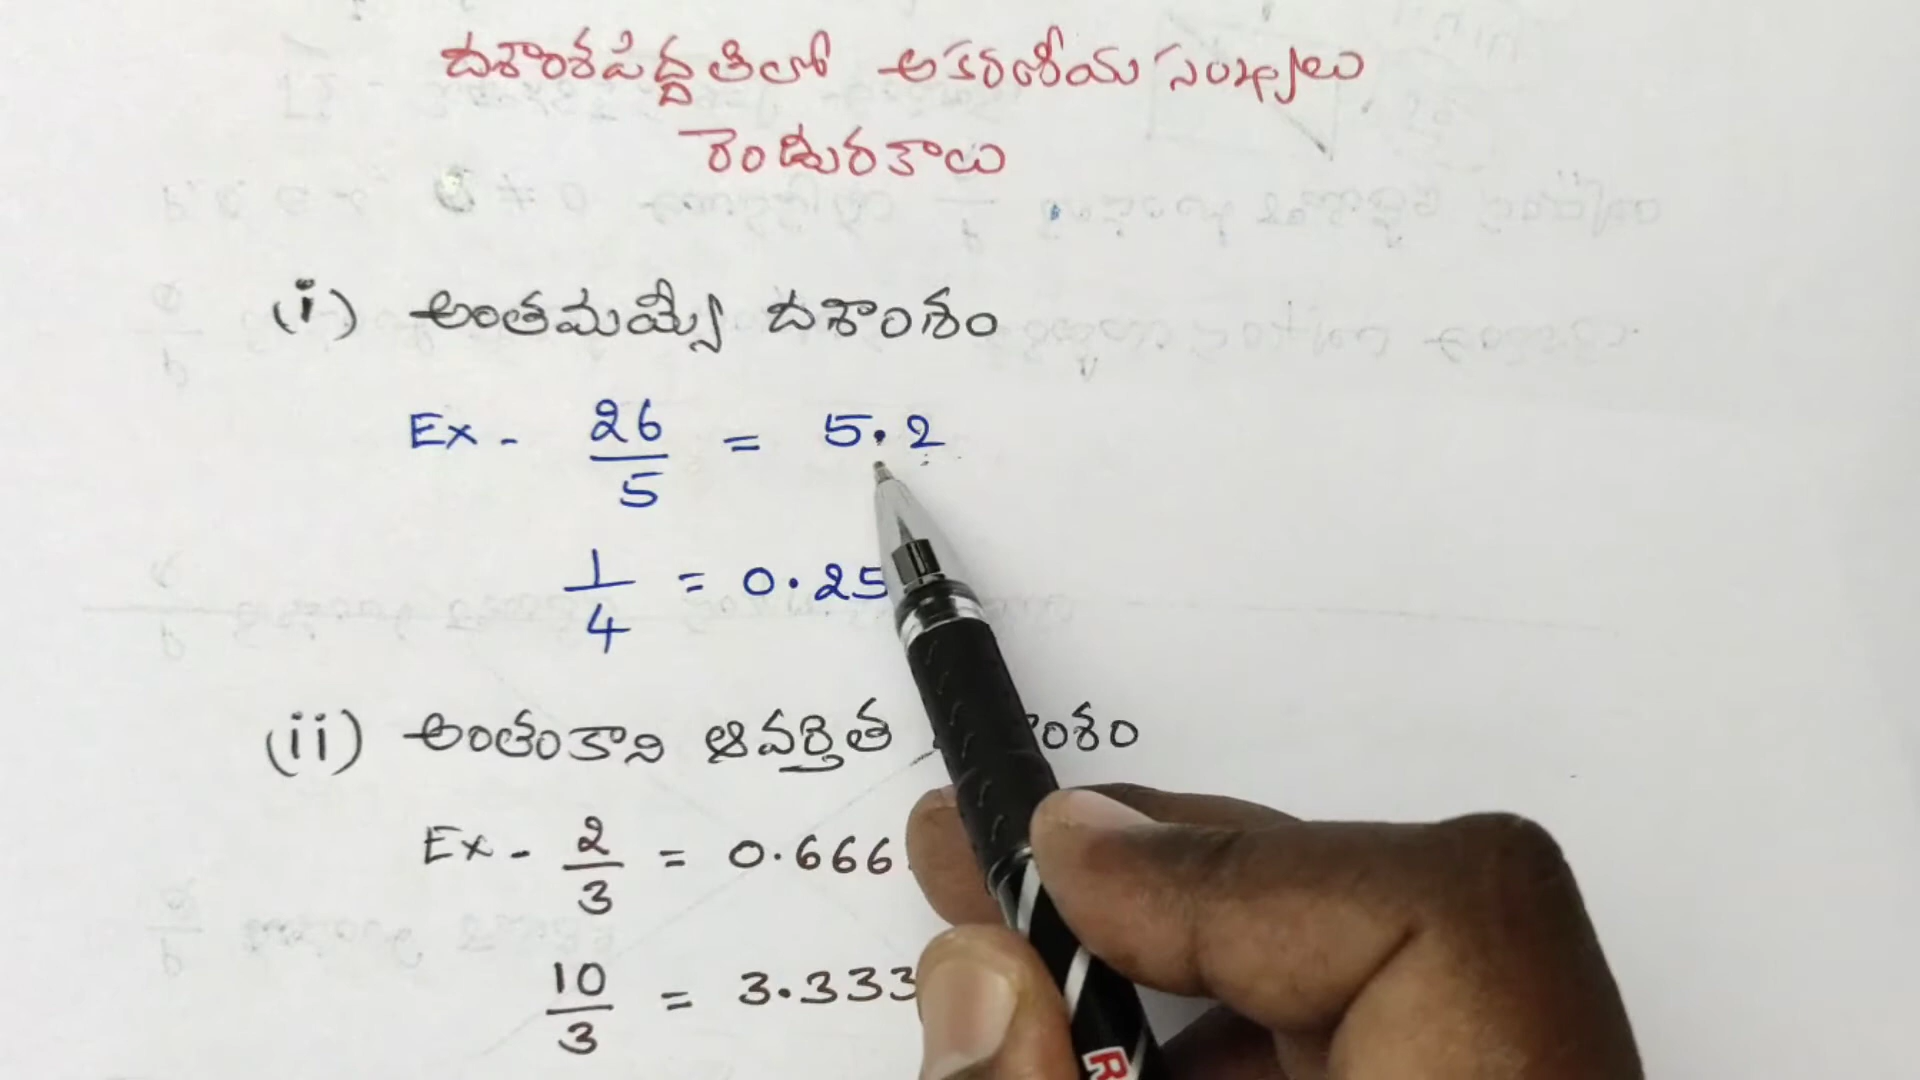 దశాంశపద్ధతిలో అకరణీయ సంఖ్యలు
రెండురకాలు
(i) అంతమయ్యే దశాంశం
Ex - 26/5 = 5.2
1/4 = 0.25
(ii) అంతంకాని ఆవర్తిత
Ex - 2/3 = 0.666
10/3 = 3.333
R